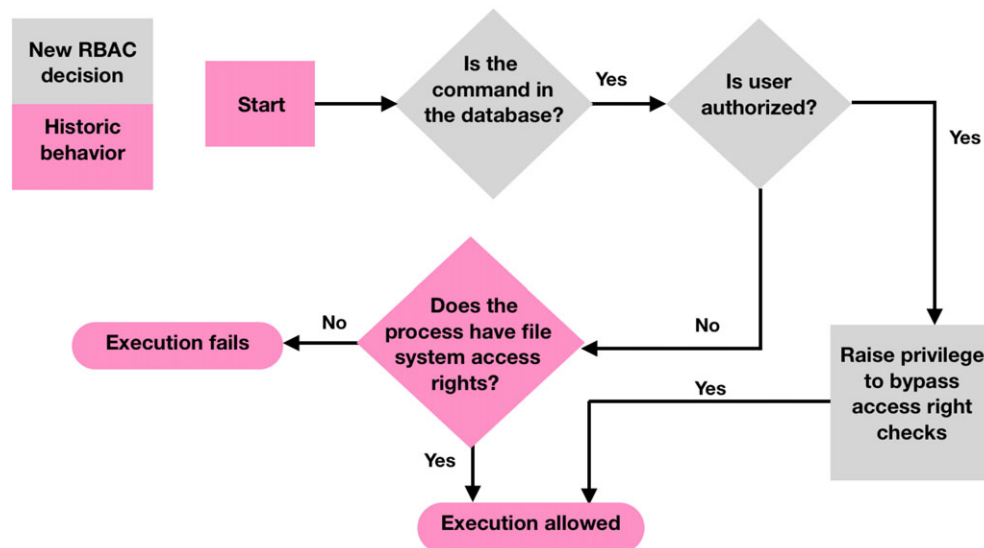 New RBAC
decision
Historic
behavior
Start
Is the
command in
the database?
Yes
Is user
authorized?
Yes
No
Does the
process have file
system access
rights?
No
Execution fails
Raise privilege
to bypass
access right
checks
Yes
Yes
Execution allowed